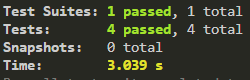 Test Suites: 1 passed, 1 total
Tests: 4 passed, 4 total
Snapshots: 0 total
Time: 3.039 s